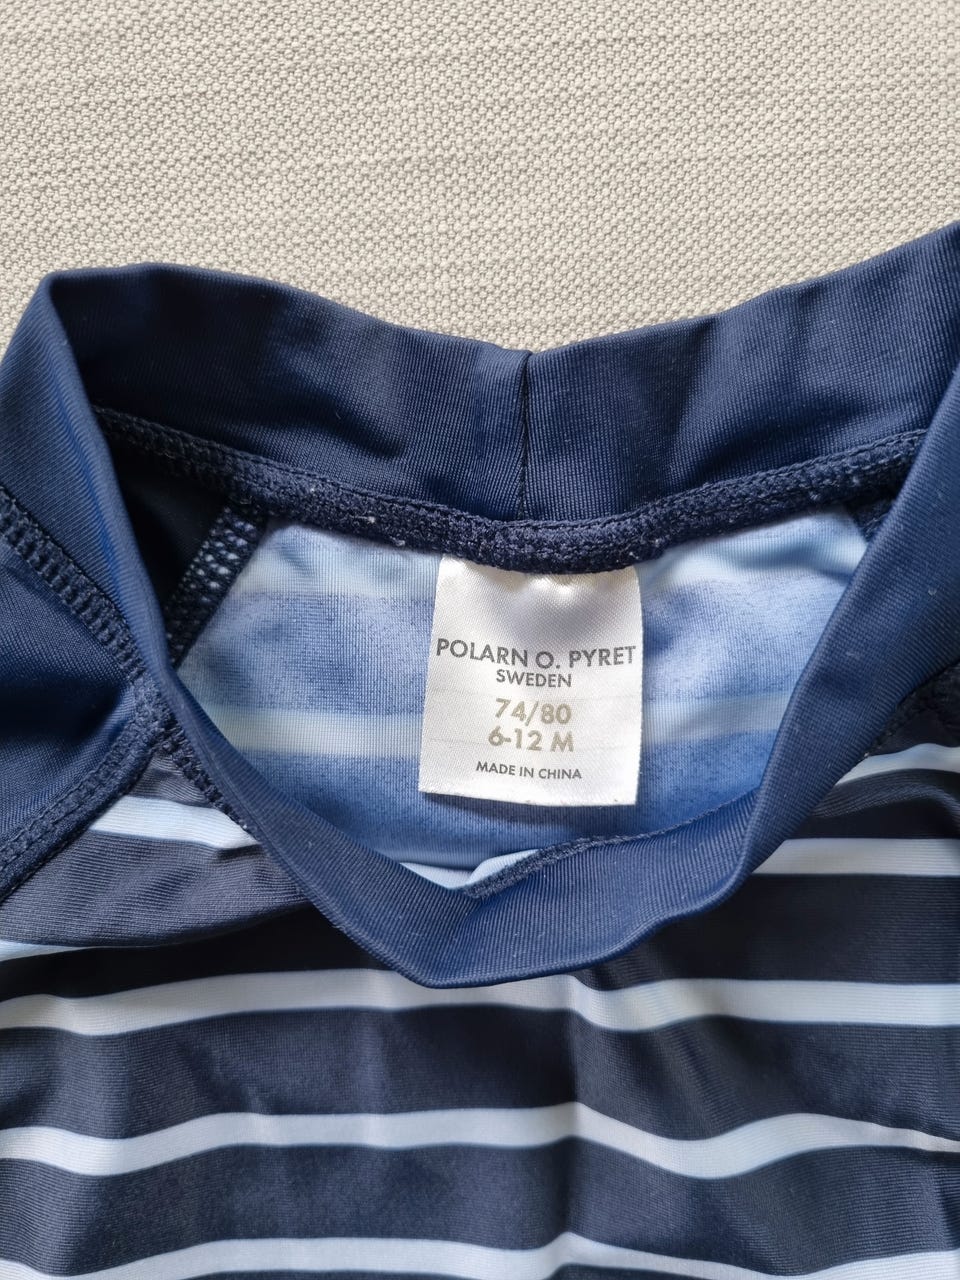 POLARN O. PYRET
SWEDEN
74/80
6-12 M
MADE IN CHINA